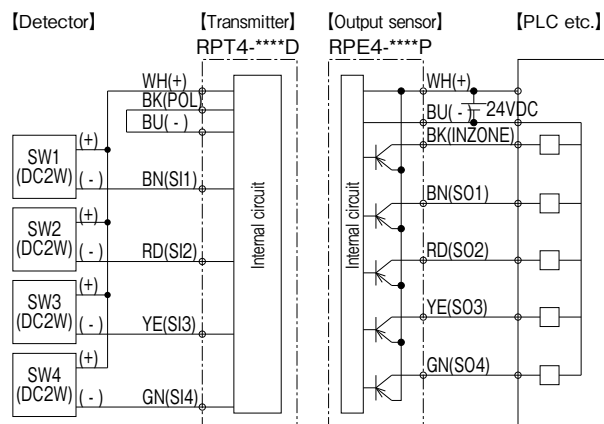 【Detector】 【Transmitter】 【Output sensor】 【PLC etc.】
RPT4-****D RPE4-****P
WH(+) WH(+)
BK(POL)
BU( - ) BU( - ) 24VDC
BK(INZONE)
(+)
SW1
(DC2W) ( - ) BN(SI1) BN(SO1)
(+)
SW2
(DC2W) ( - ) RD(SI2) RD(SO2)
Internal circuit Internal circuit
(+)
SW3
(DC2W) ( - ) YE(SI3) YE(SO3)
(+)
SW4
(DC2W) ( - ) GN(SI4) GN(SO4)